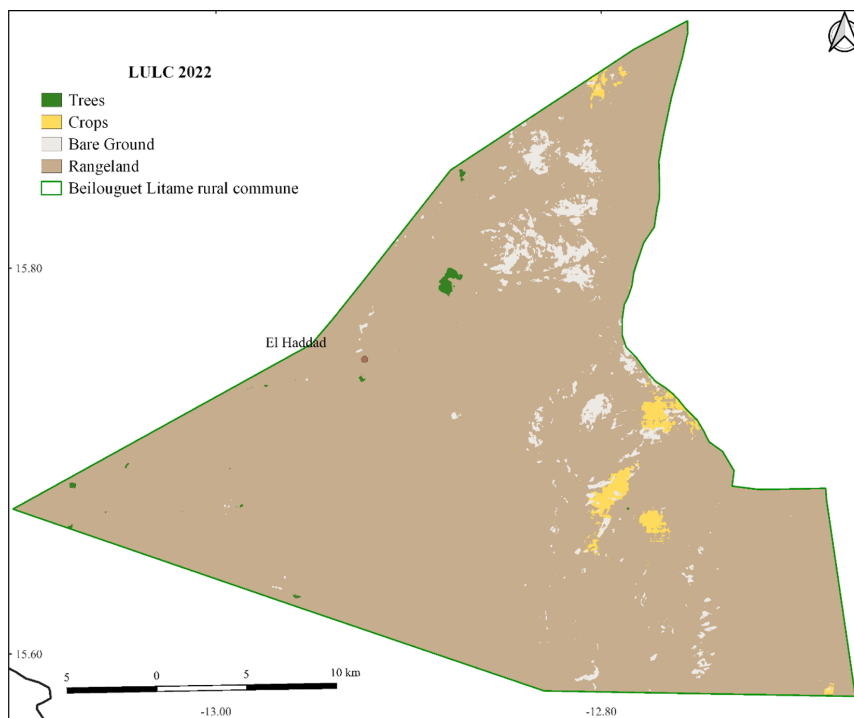 LULC 2022
Trees
Crops
Bare Ground
Rangeland
Beilouguet Litame rural commune
15.80
El Haddad
15.60
5 0 5 10 km
-13.00 -12.80